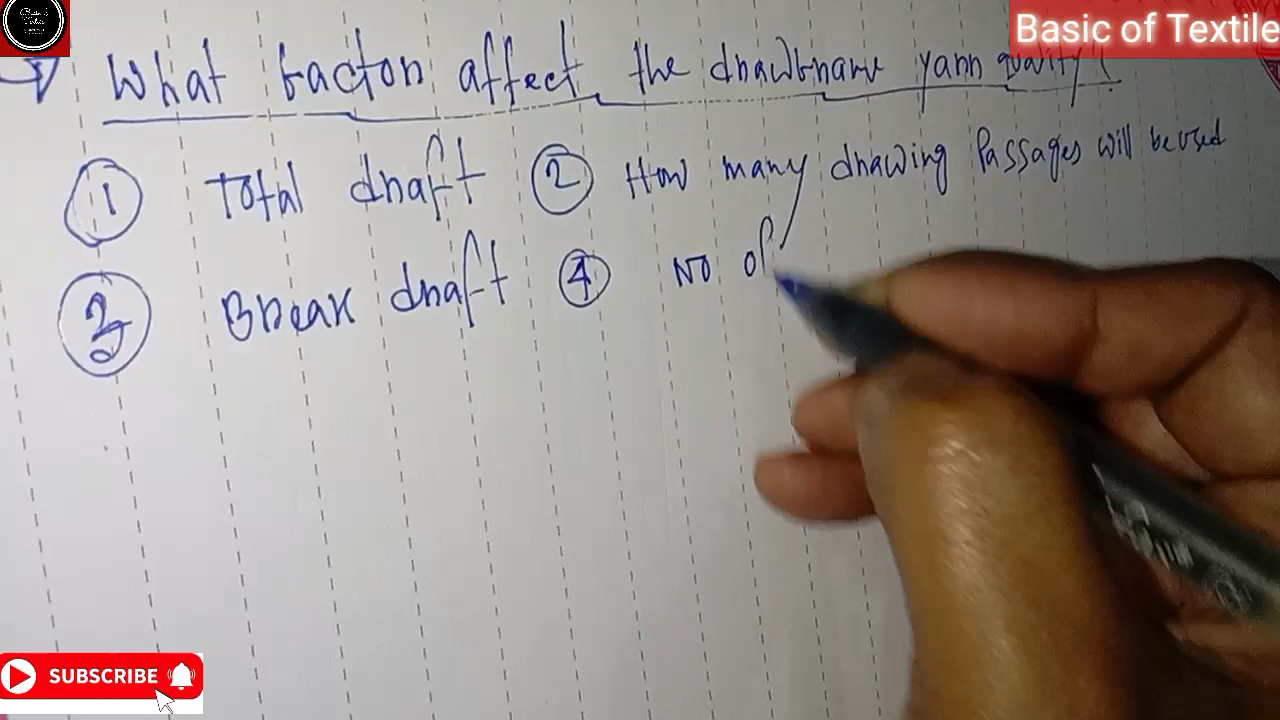 Basic of Textile
What factor affect the drawframe yarn quality?
① Total draft ② How many drawing Passages will be used
③ Break draft ④ No of
SUBSCRIBE